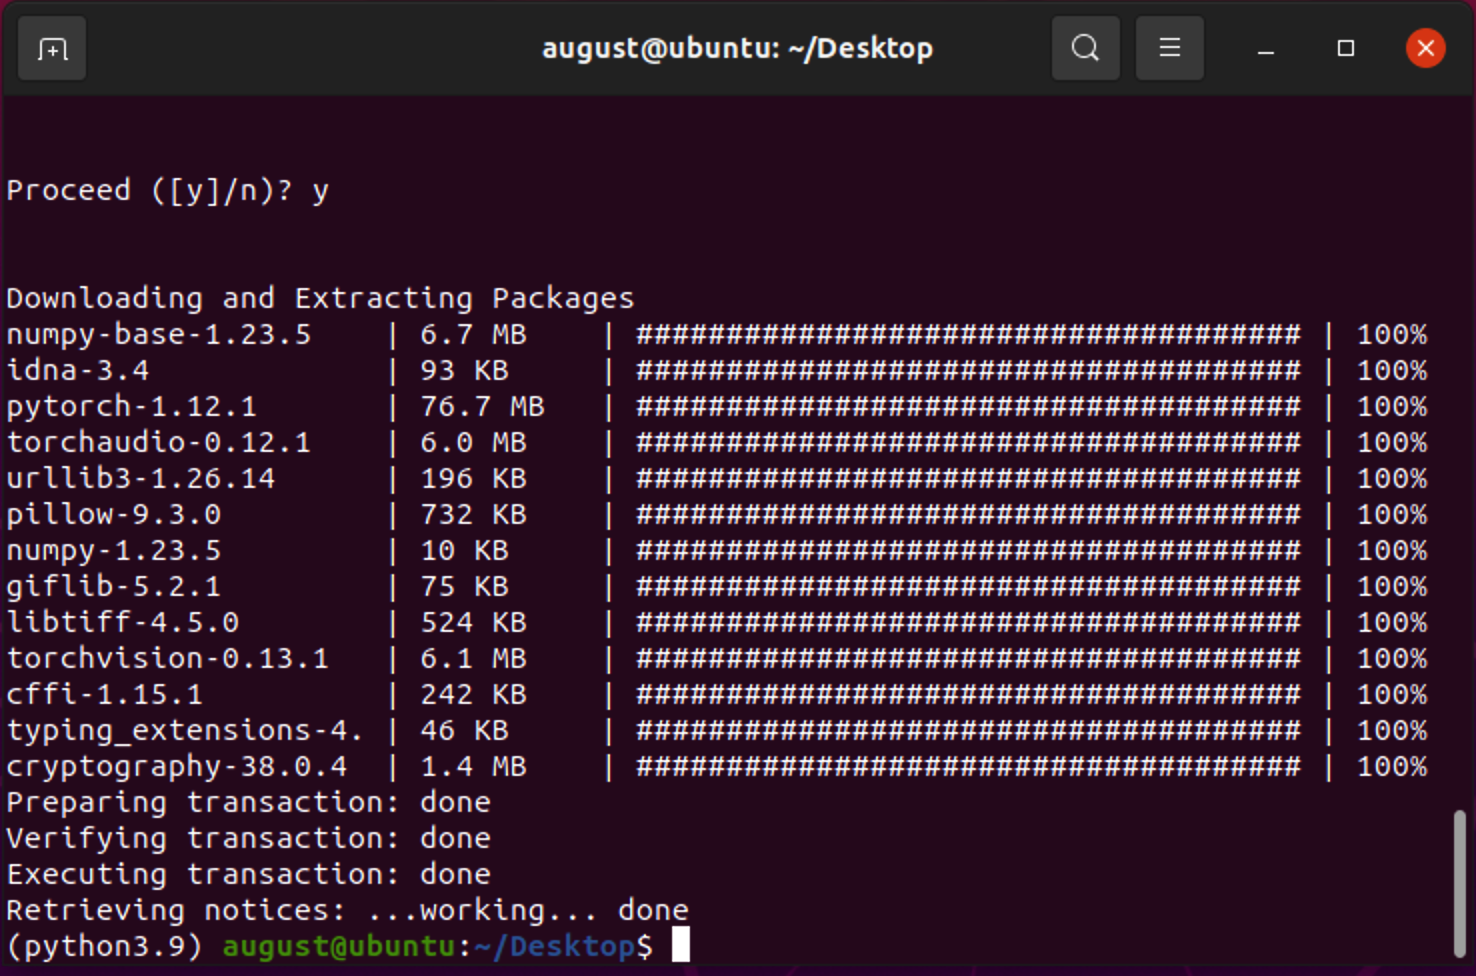 august@ubuntu: ~/Desktop
Proceed ([y]/n)? y
Downloading and Extracting Packages
numpy-base-1.23.5    | 6.7 MB    | ##################################### | 100%
idna-3.4             | 93 KB     | ##################################### | 100%
pytorch-1.12.1       | 76.7 MB   | ##################################### | 100%
torchaudio-0.12.1    | 6.0 MB    | ##################################### | 100%
urllib3-1.26.14      | 196 KB    | ##################################### | 100%
pillow-9.3.0         | 732 KB    | ##################################### | 100%
numpy-1.23.5         | 10 KB     | ##################################### | 100%
giflib-5.2.1         | 75 KB     | ##################################### | 100%
libtiff-4.5.0        | 524 KB    | ##################################### | 100%
torchvision-0.13.1   | 6.1 MB    | ##################################### | 100%
cffi-1.15.1          | 242 KB    | ##################################### | 100%
typing_extensions-4. | 46 KB     | ##################################### | 100%
cryptography-38.0.4  | 1.4 MB    | ##################################### | 100%
Preparing transaction: done
Verifying transaction: done
Executing transaction: done
Retrieving notices: ...working... done
(python3.9) august@ubuntu:~/Desktop$